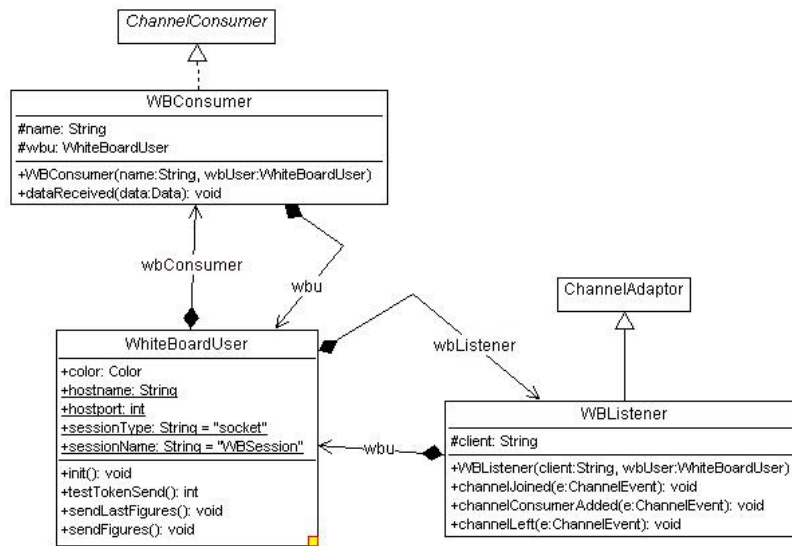 ChannelConsumer
WBConsumer
#name: String
#wbu: WhiteBoardUser
+WBConsumer(name:String, wbUser:WhiteBoardUser)
+dataReceived(data:Data): void
wbConsumer
wbu
ChannelAdaptor
wbListener
WhiteBoardUser
+color: Color
+hostname: String
+hostport: int
+sessionType: String = "socket"
+sessionName: String = "WBSession"
+init(): void
+testTokenSend(): int
+sendLastFigures(): void
+sendFigures(): void
wbu
WBListener
#client: String
+WBListener(client:String, wbUser:WhiteBoardUser)
+channelJoined(e:ChannelEvent): void
+channelConsumerAdded(e:ChannelEvent): void
+channelLeft(e:ChannelEvent): void